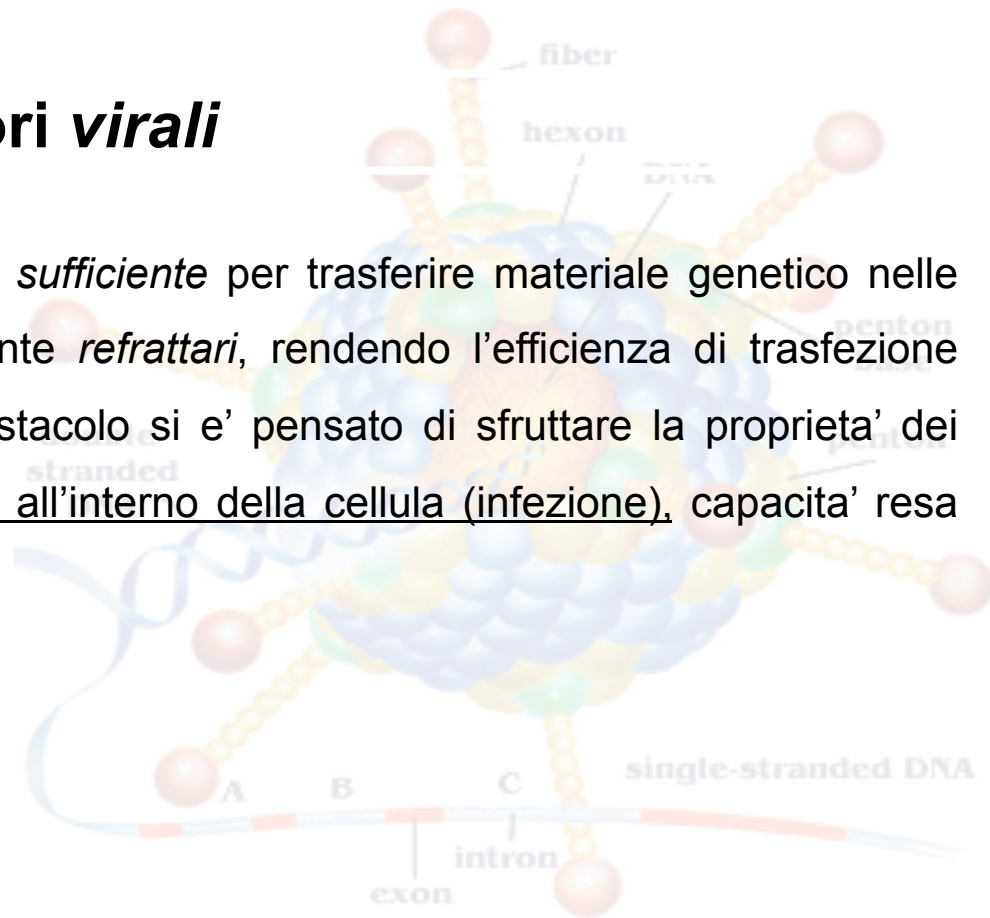 fiber
ori virali
hexon
DNA
sufficiente per trasferire materiale genetico nelle
penton
base
nte refrattari, rendendo l'efficienza di trasfezione
stacolo si e' pensato di sfruttare la proprieta' dei
penton
stranded
all'interno della cellula (infezione), capacita' resa
single-stranded DNA
A B C
intron
exon